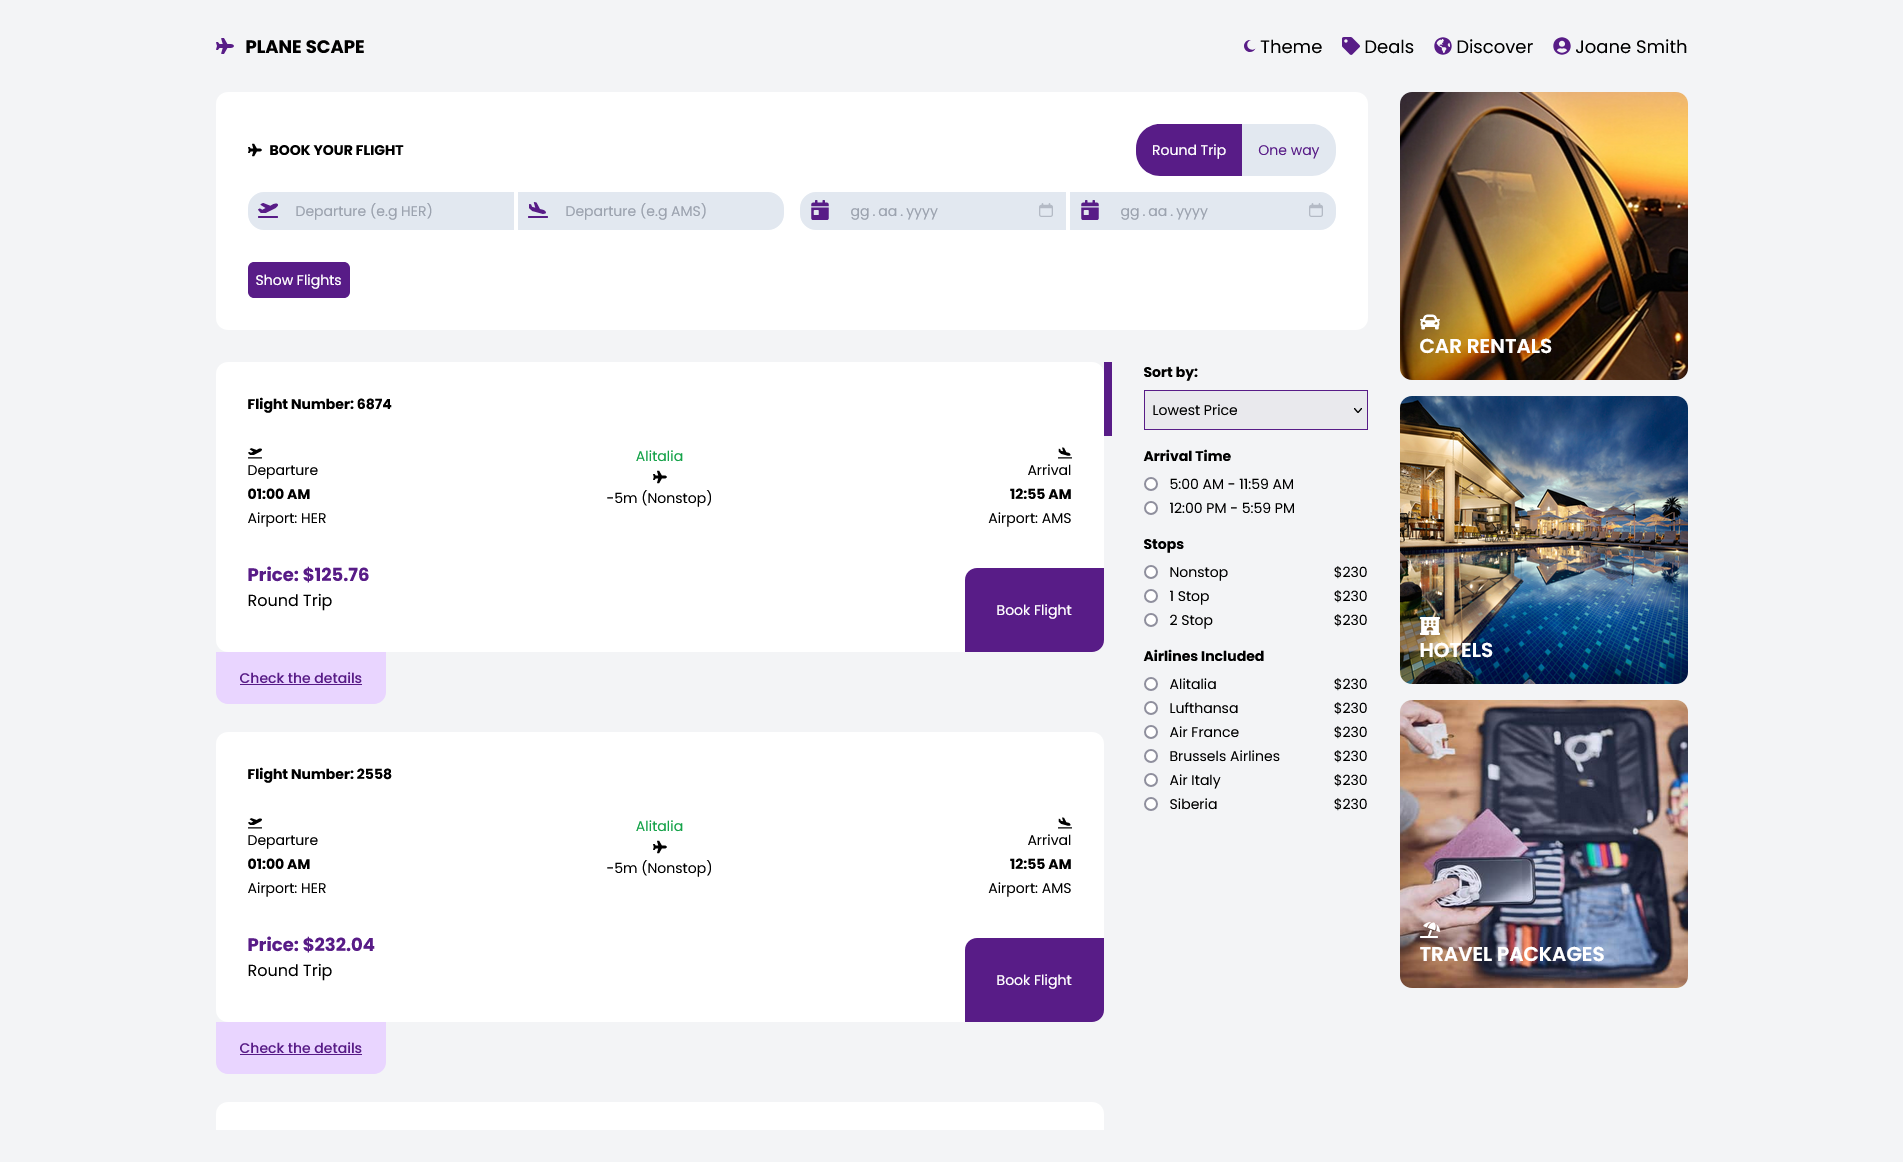 PLANE SCAPE
Theme
Deals
Discover
Joane Smith
BOOK YOUR FLIGHT
Round Trip
One way
Departure (e.g HER)
Departure (e.g AMS)
gg . aa . yyyy
gg . aa . yyyy
Show Flights
Flight Number: 6874
Departure
01:00 AM
Airport: HER
Alitalia
-5m (Nonstop)
Arrival
12:55 AM
Airport: AMS
Price: $125.76
Round Trip
Book Flight
Check the details
Flight Number: 2558
Departure
01:00 AM
Airport: HER
Alitalia
-5m (Nonstop)
Arrival
12:55 AM
Airport: AMS
Price: $232.04
Round Trip
Book Flight
Check the details
Sort by:
Lowest Price
Arrival Time
5:00 AM - 11:59 AM
12:00 PM - 5:59 PM
Stops
Nonstop $230
1 Stop $230
2 Stop $230
Airlines Included
Alitalia $230
Lufthansa $230
Air France $230
Brussels Airlines $230
Air Italy $230
Siberia $230
CAR RENTALS
HOTELS
TRAVEL PACKAGES